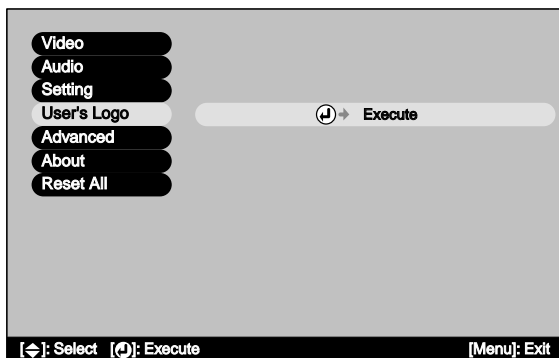 Video
Audio
Setting
User's Logo
Execute
Advanced
About
Reset All
[]: Select []: Execute [Menu]: Exit